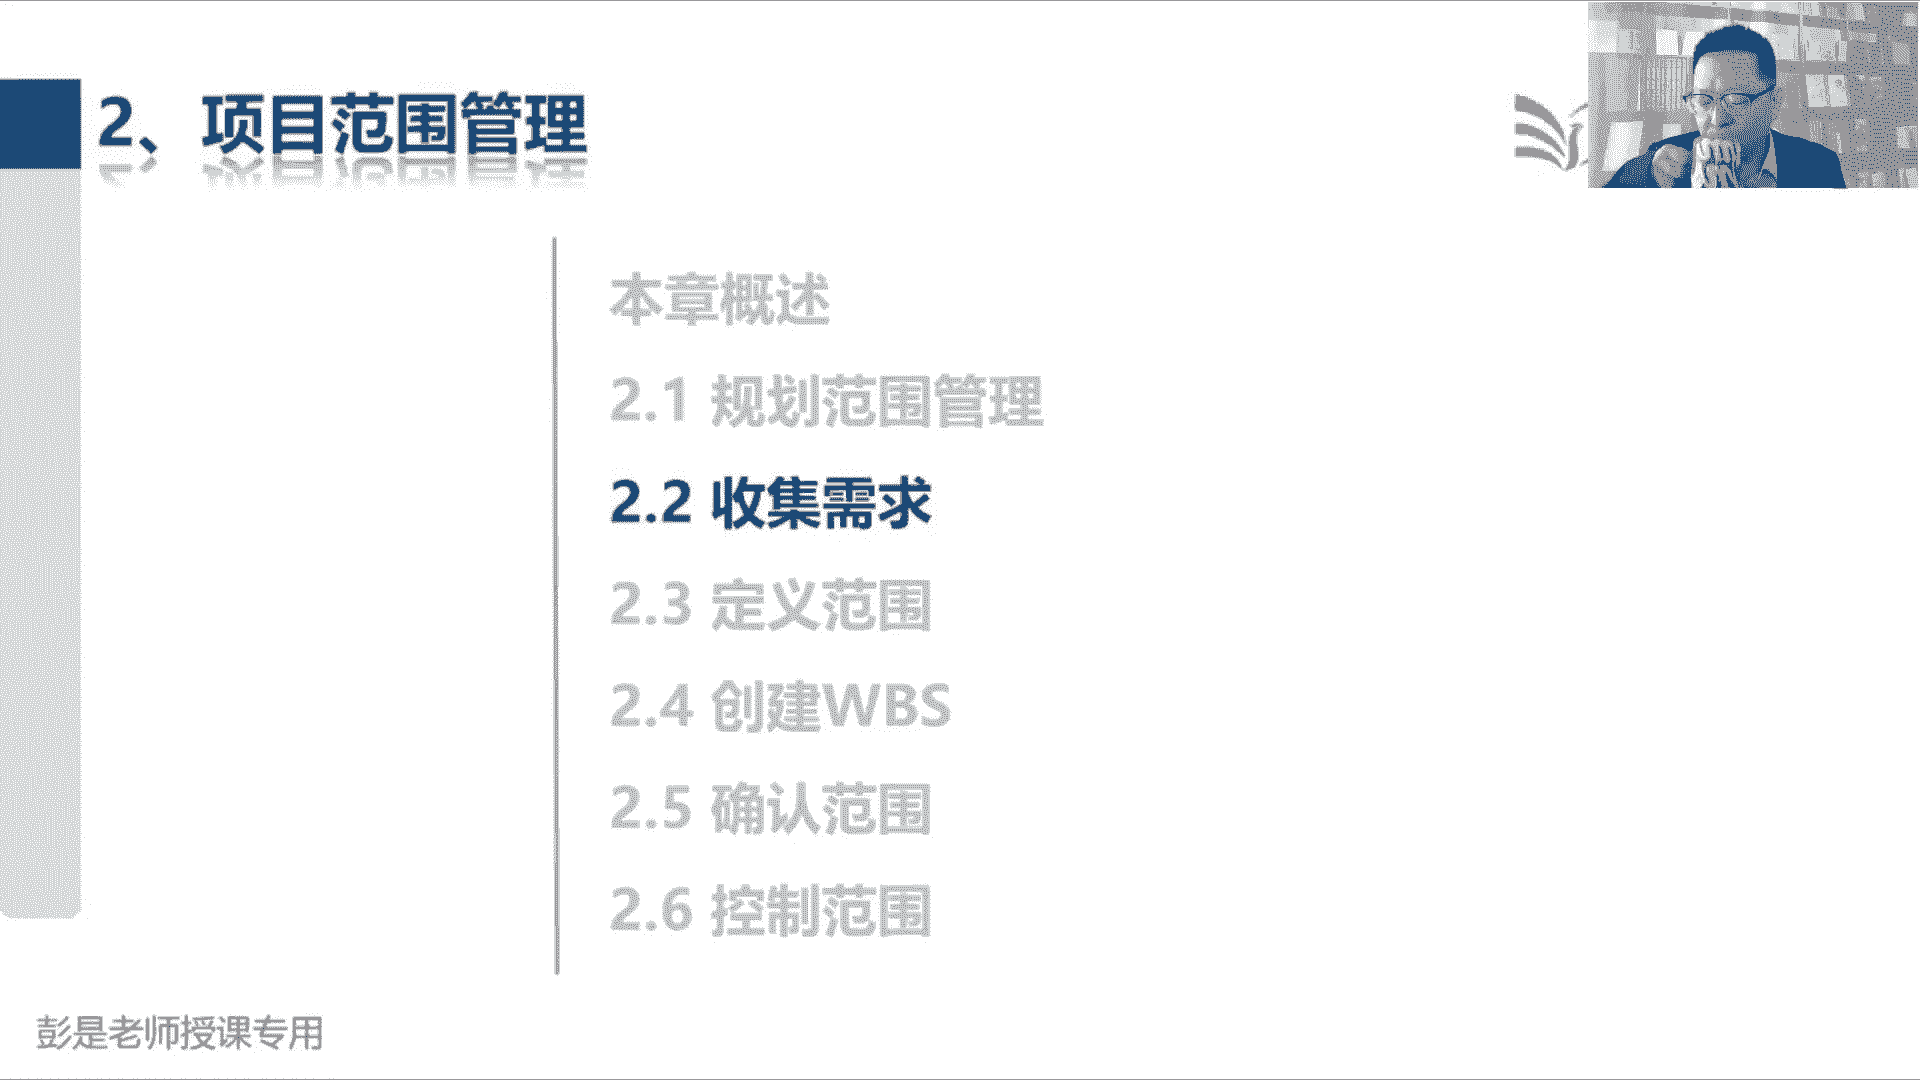 2、项目范围管理
本章概述
2.1 规划范围管理
2.2 收集需求
2.3 定义范围
2.4 创建WBS
2.5 确认范围
2.6 控制范围
彭是老师授课专用